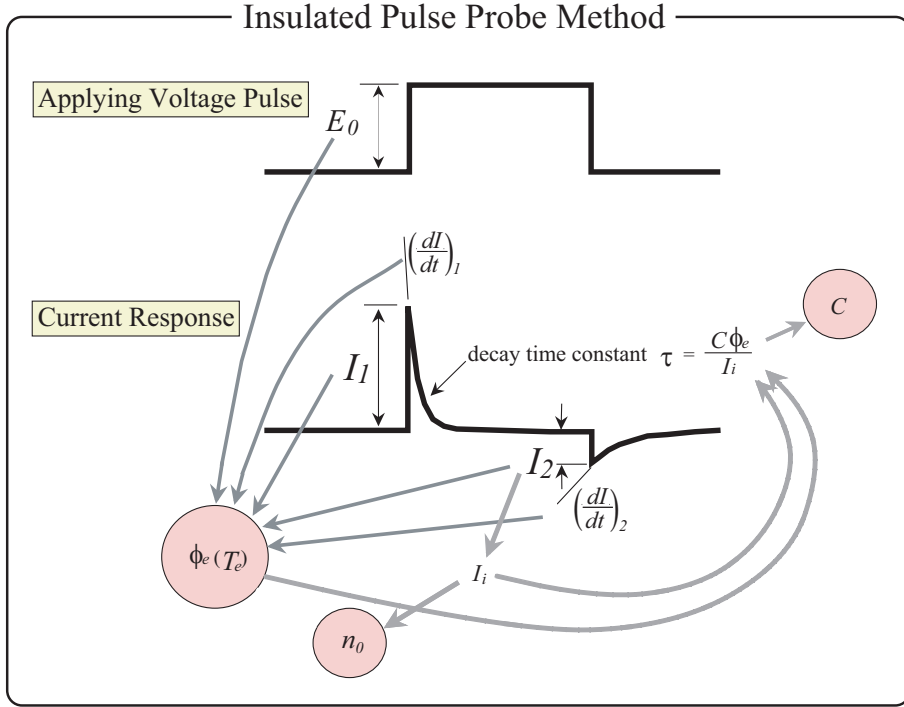 Insulated Pulse Probe Method
Applying Voltage Pulse
E₀
(dI/dt)₁
Current Response
C
I₁
decay time constant τ = Cϕₑ/Iᵢ
I₂
(dI/dt)₂
ϕₑ(Tₑ)
Iᵢ
n₀